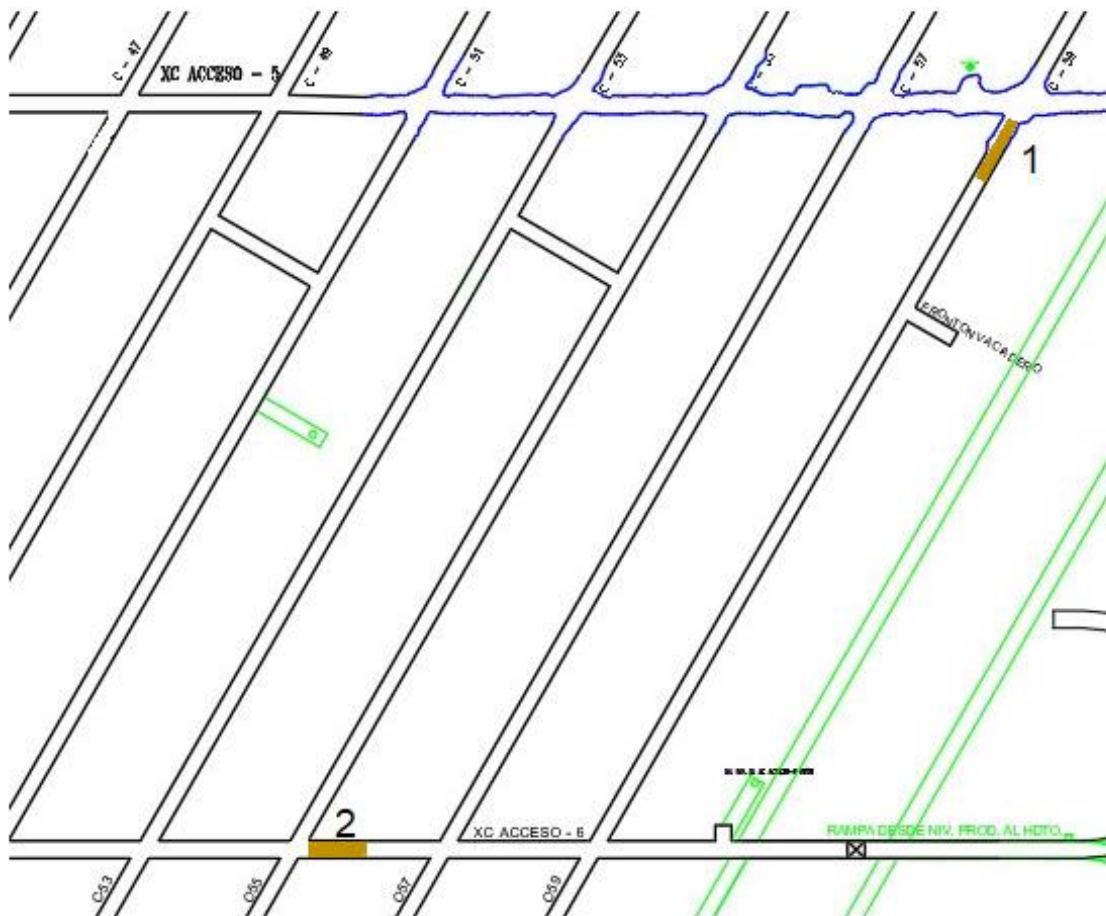 C - 47
C - 49
C - 51
C - 53
C - 57
C - 59
XC ACCESO - 5
1
FRONTON VACADERO
2
XC ACCESO - 6
RAMPA DESDE NIV. PROD. AL HDTO.
C53
C55
C57
C59